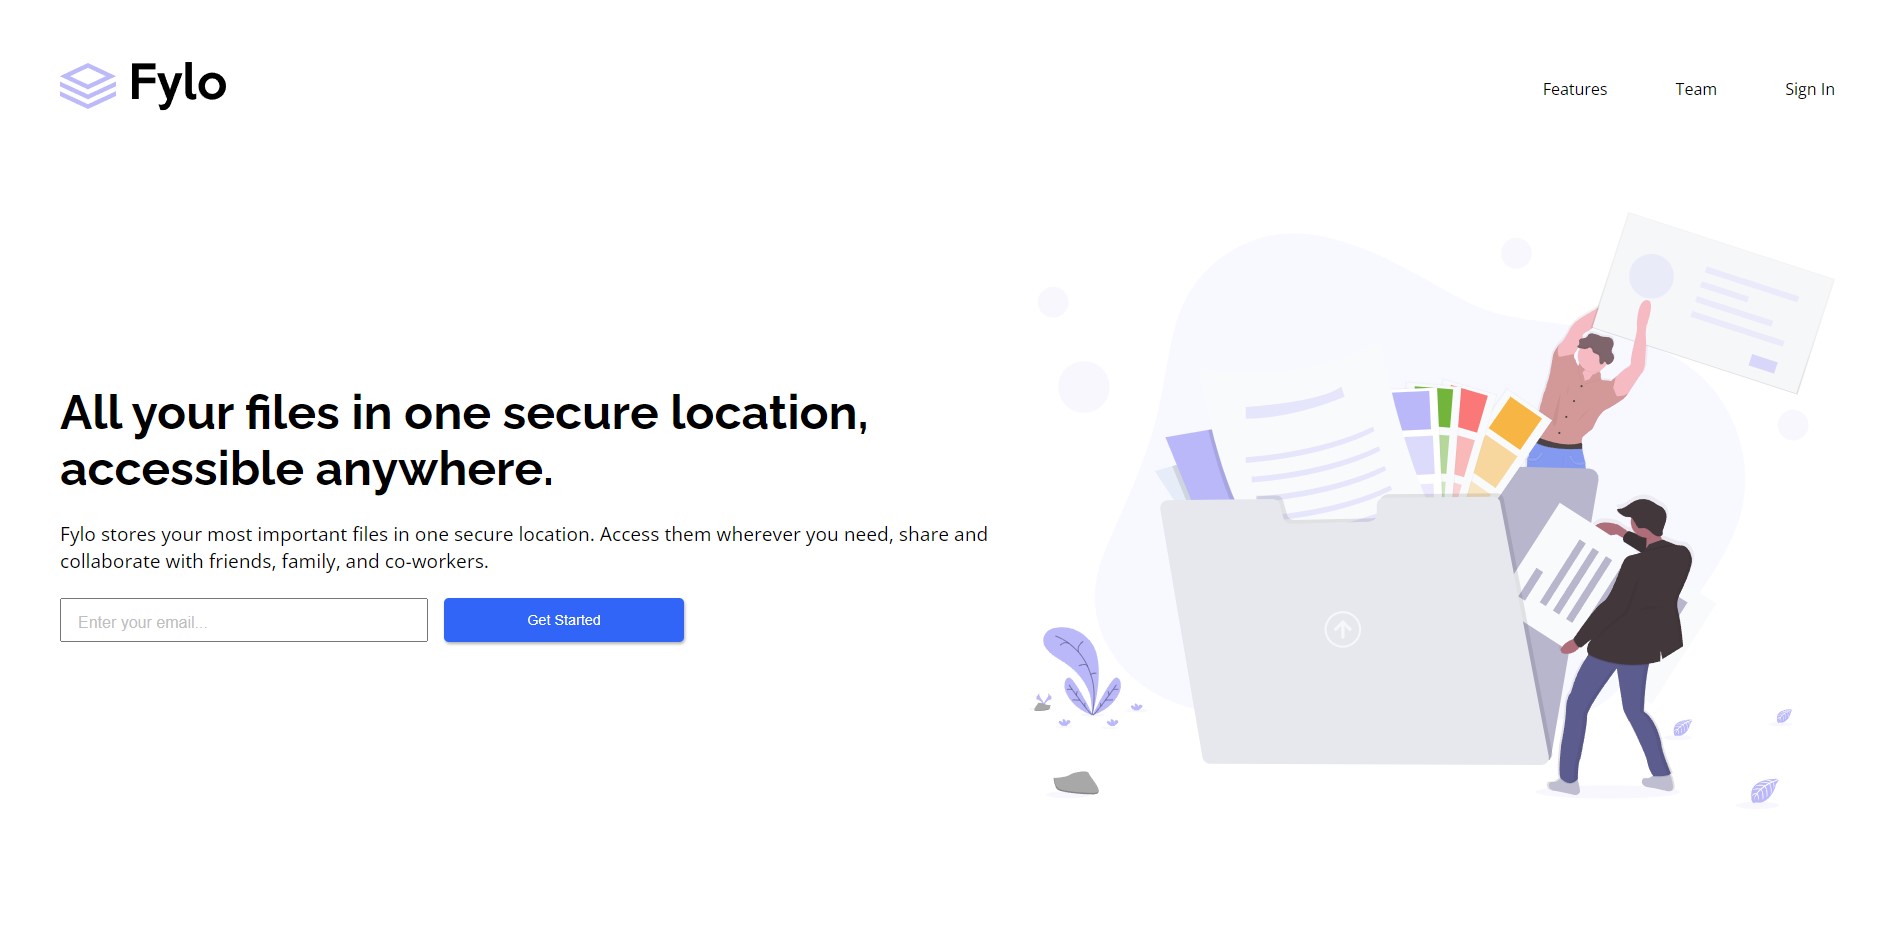 Fylo
Features
Team
Sign In
All your files in one secure location,
accessible anywhere.
Fylo stores your most important files in one secure location. Access them wherever you need, share and
collaborate with friends, family, and co-workers.
Enter your email...
Get Started